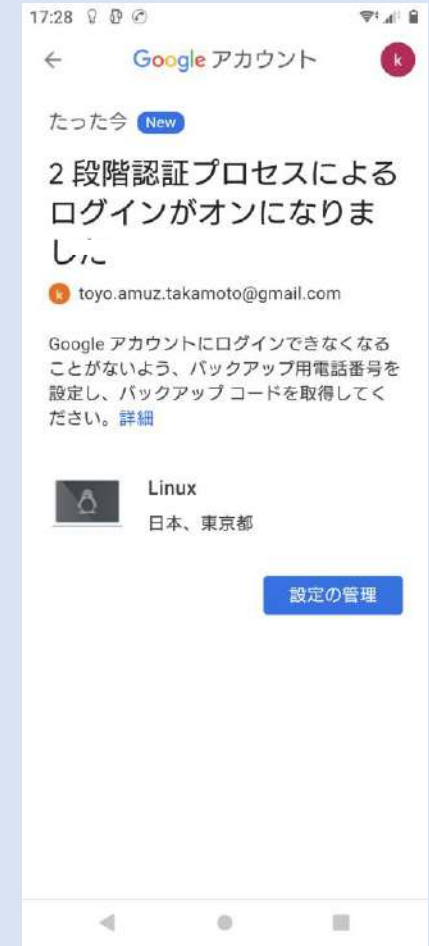 17:28
Google アカウント
k
たった今 New
2 段階認証プロセスによる
ログインがオンになりま
した
k toyo.amuz.takamoto@gmail.com
Google アカウントにログインできなくなる
ことがないよう、バックアップ用電話番号を
設定し、バックアップ コードを取得してく
ださい。詳細
Linux
日本、東京都
設定の管理